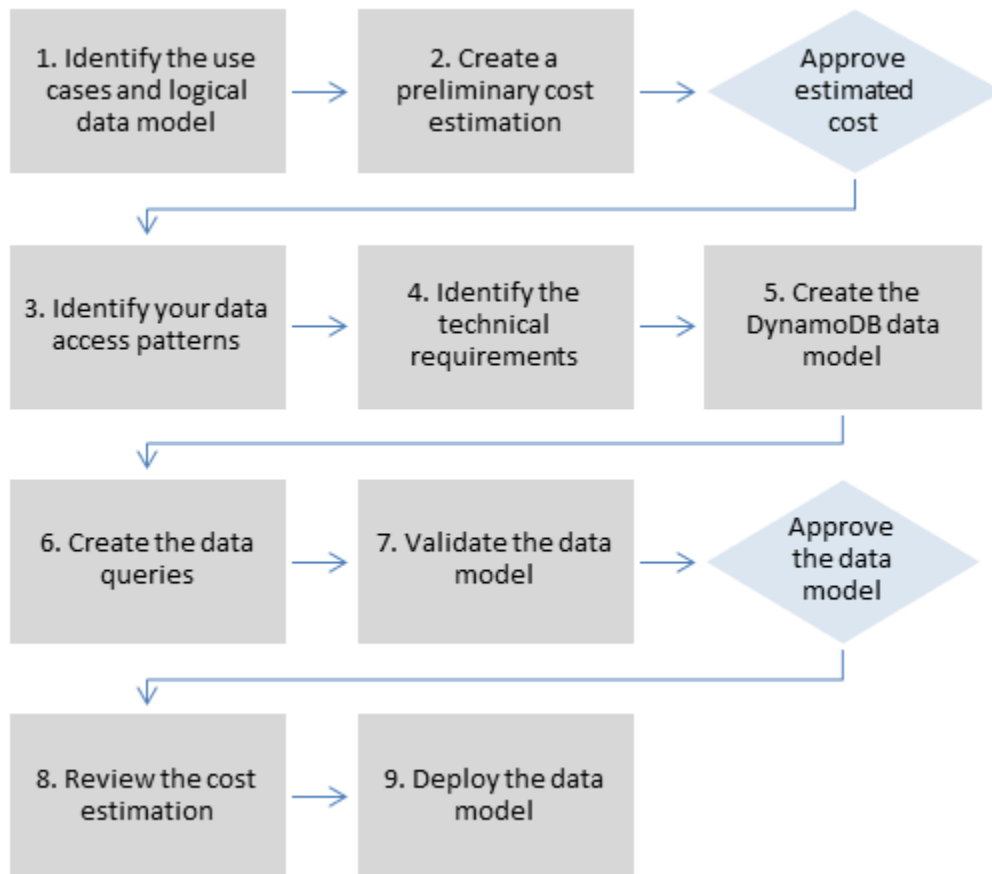 1. Identify the use
cases and logical
data model
2. Create a
preliminary cost
estimation
Approve
estimated
cost
3. Identify your data
access patterns
4. Identify the
technical
requirements
5. Create the
DynamoDB data
model
6. Create the data
queries
7. Validate the data
model
Approve
the data
model
8. Review the cost
estimation
9. Deploy the data
model